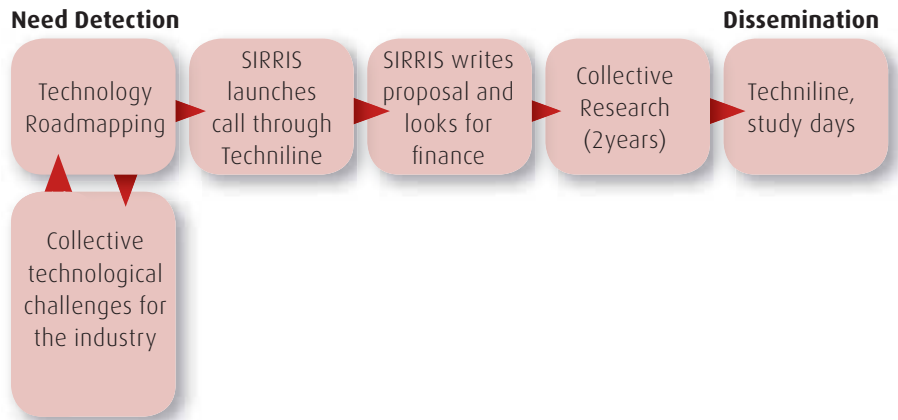 Need Detection
Dissemination
Technology
Roadmapping
SIRRIS
launches
call through
Techniline
SIRRIS writes
proposal and
looks for
finance
Collective
Research
(2years)
Techniline,
study days
Collective
technological
challenges for
the industry